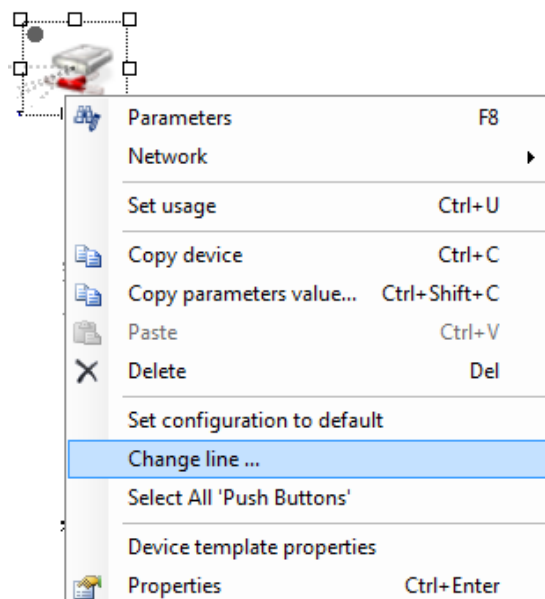 Parameters F8
Network
Set usage Ctrl+U
Copy device Ctrl+C
Copy parameters value... Ctrl+Shift+C
Paste Ctrl+V
Delete Del
Set configuration to default
Change line ...
Select All 'Push Buttons'
Device template properties
Properties Ctrl+Enter